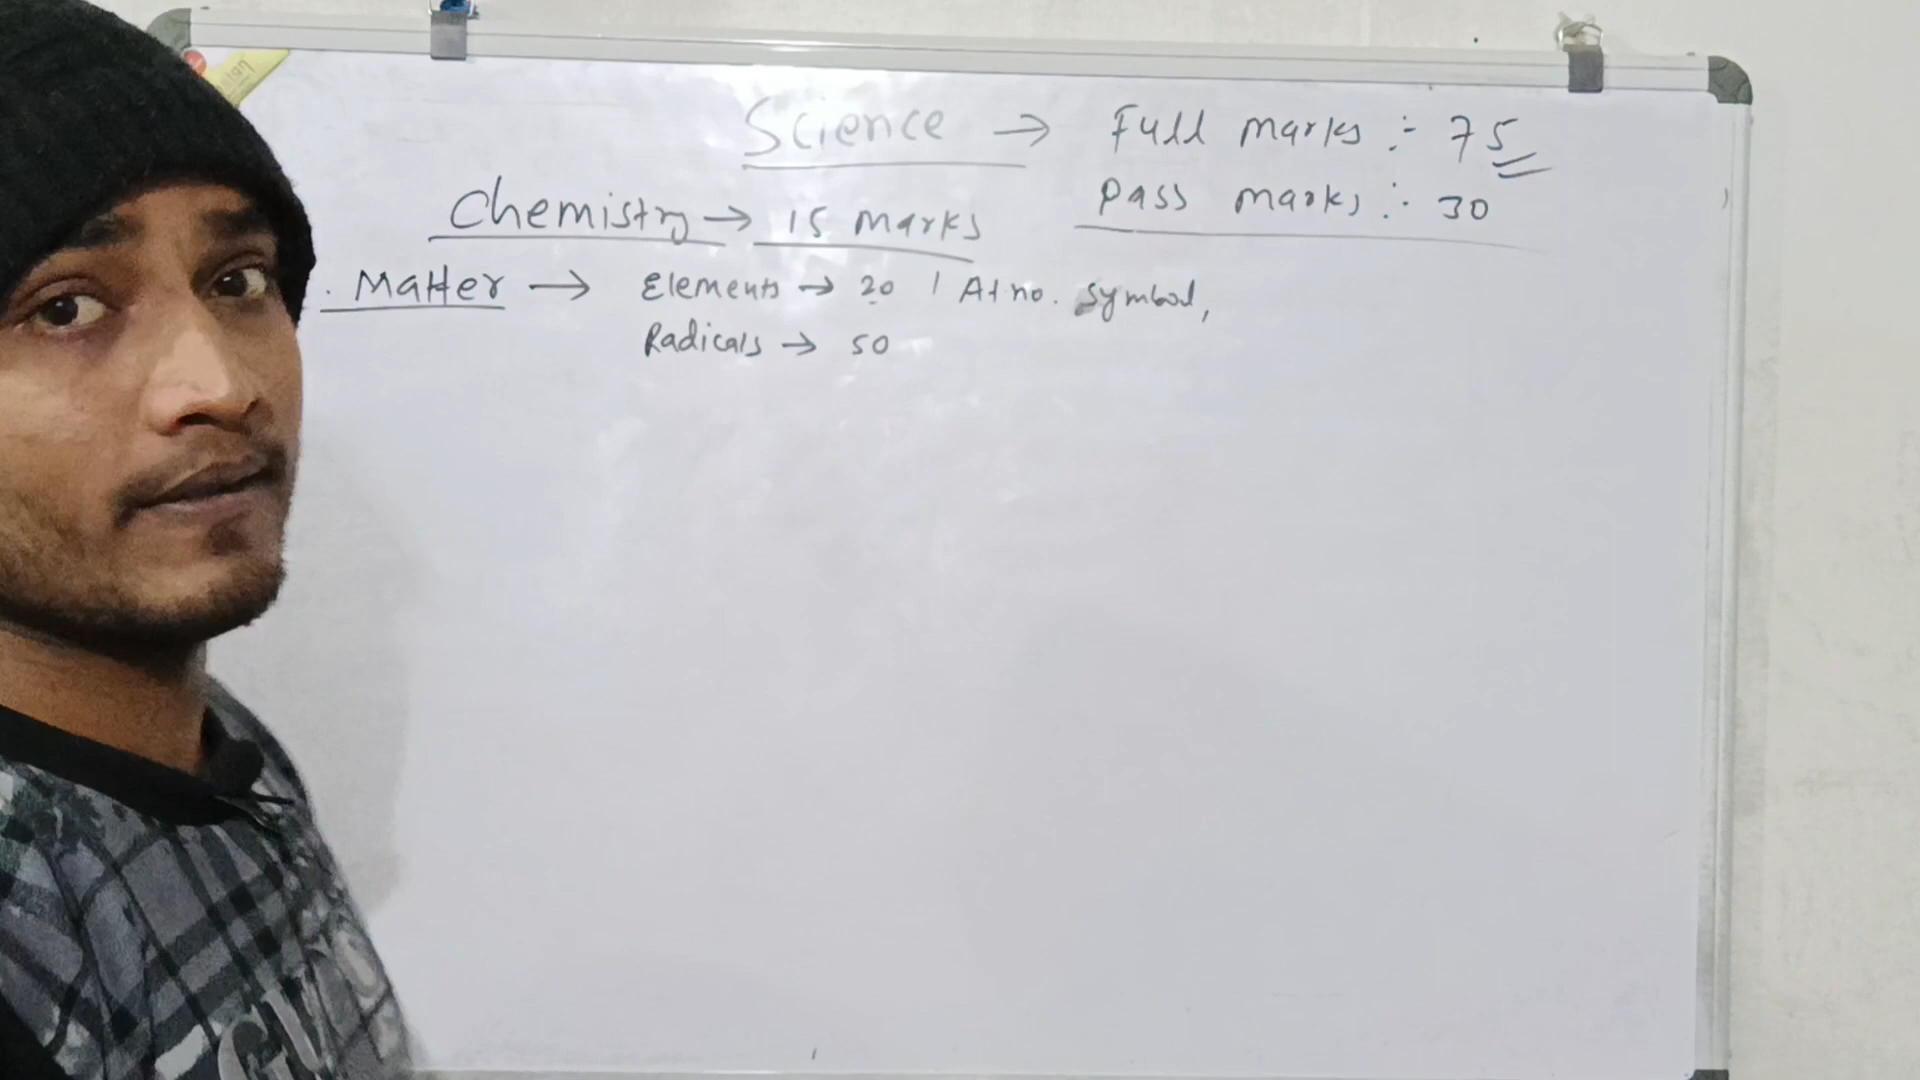 Science → Full marks :- 75
Pass marks :- 30
Chemistry → 15 marks
. Matter → Elements → 20 | At no. symbol,
Radicals → 50